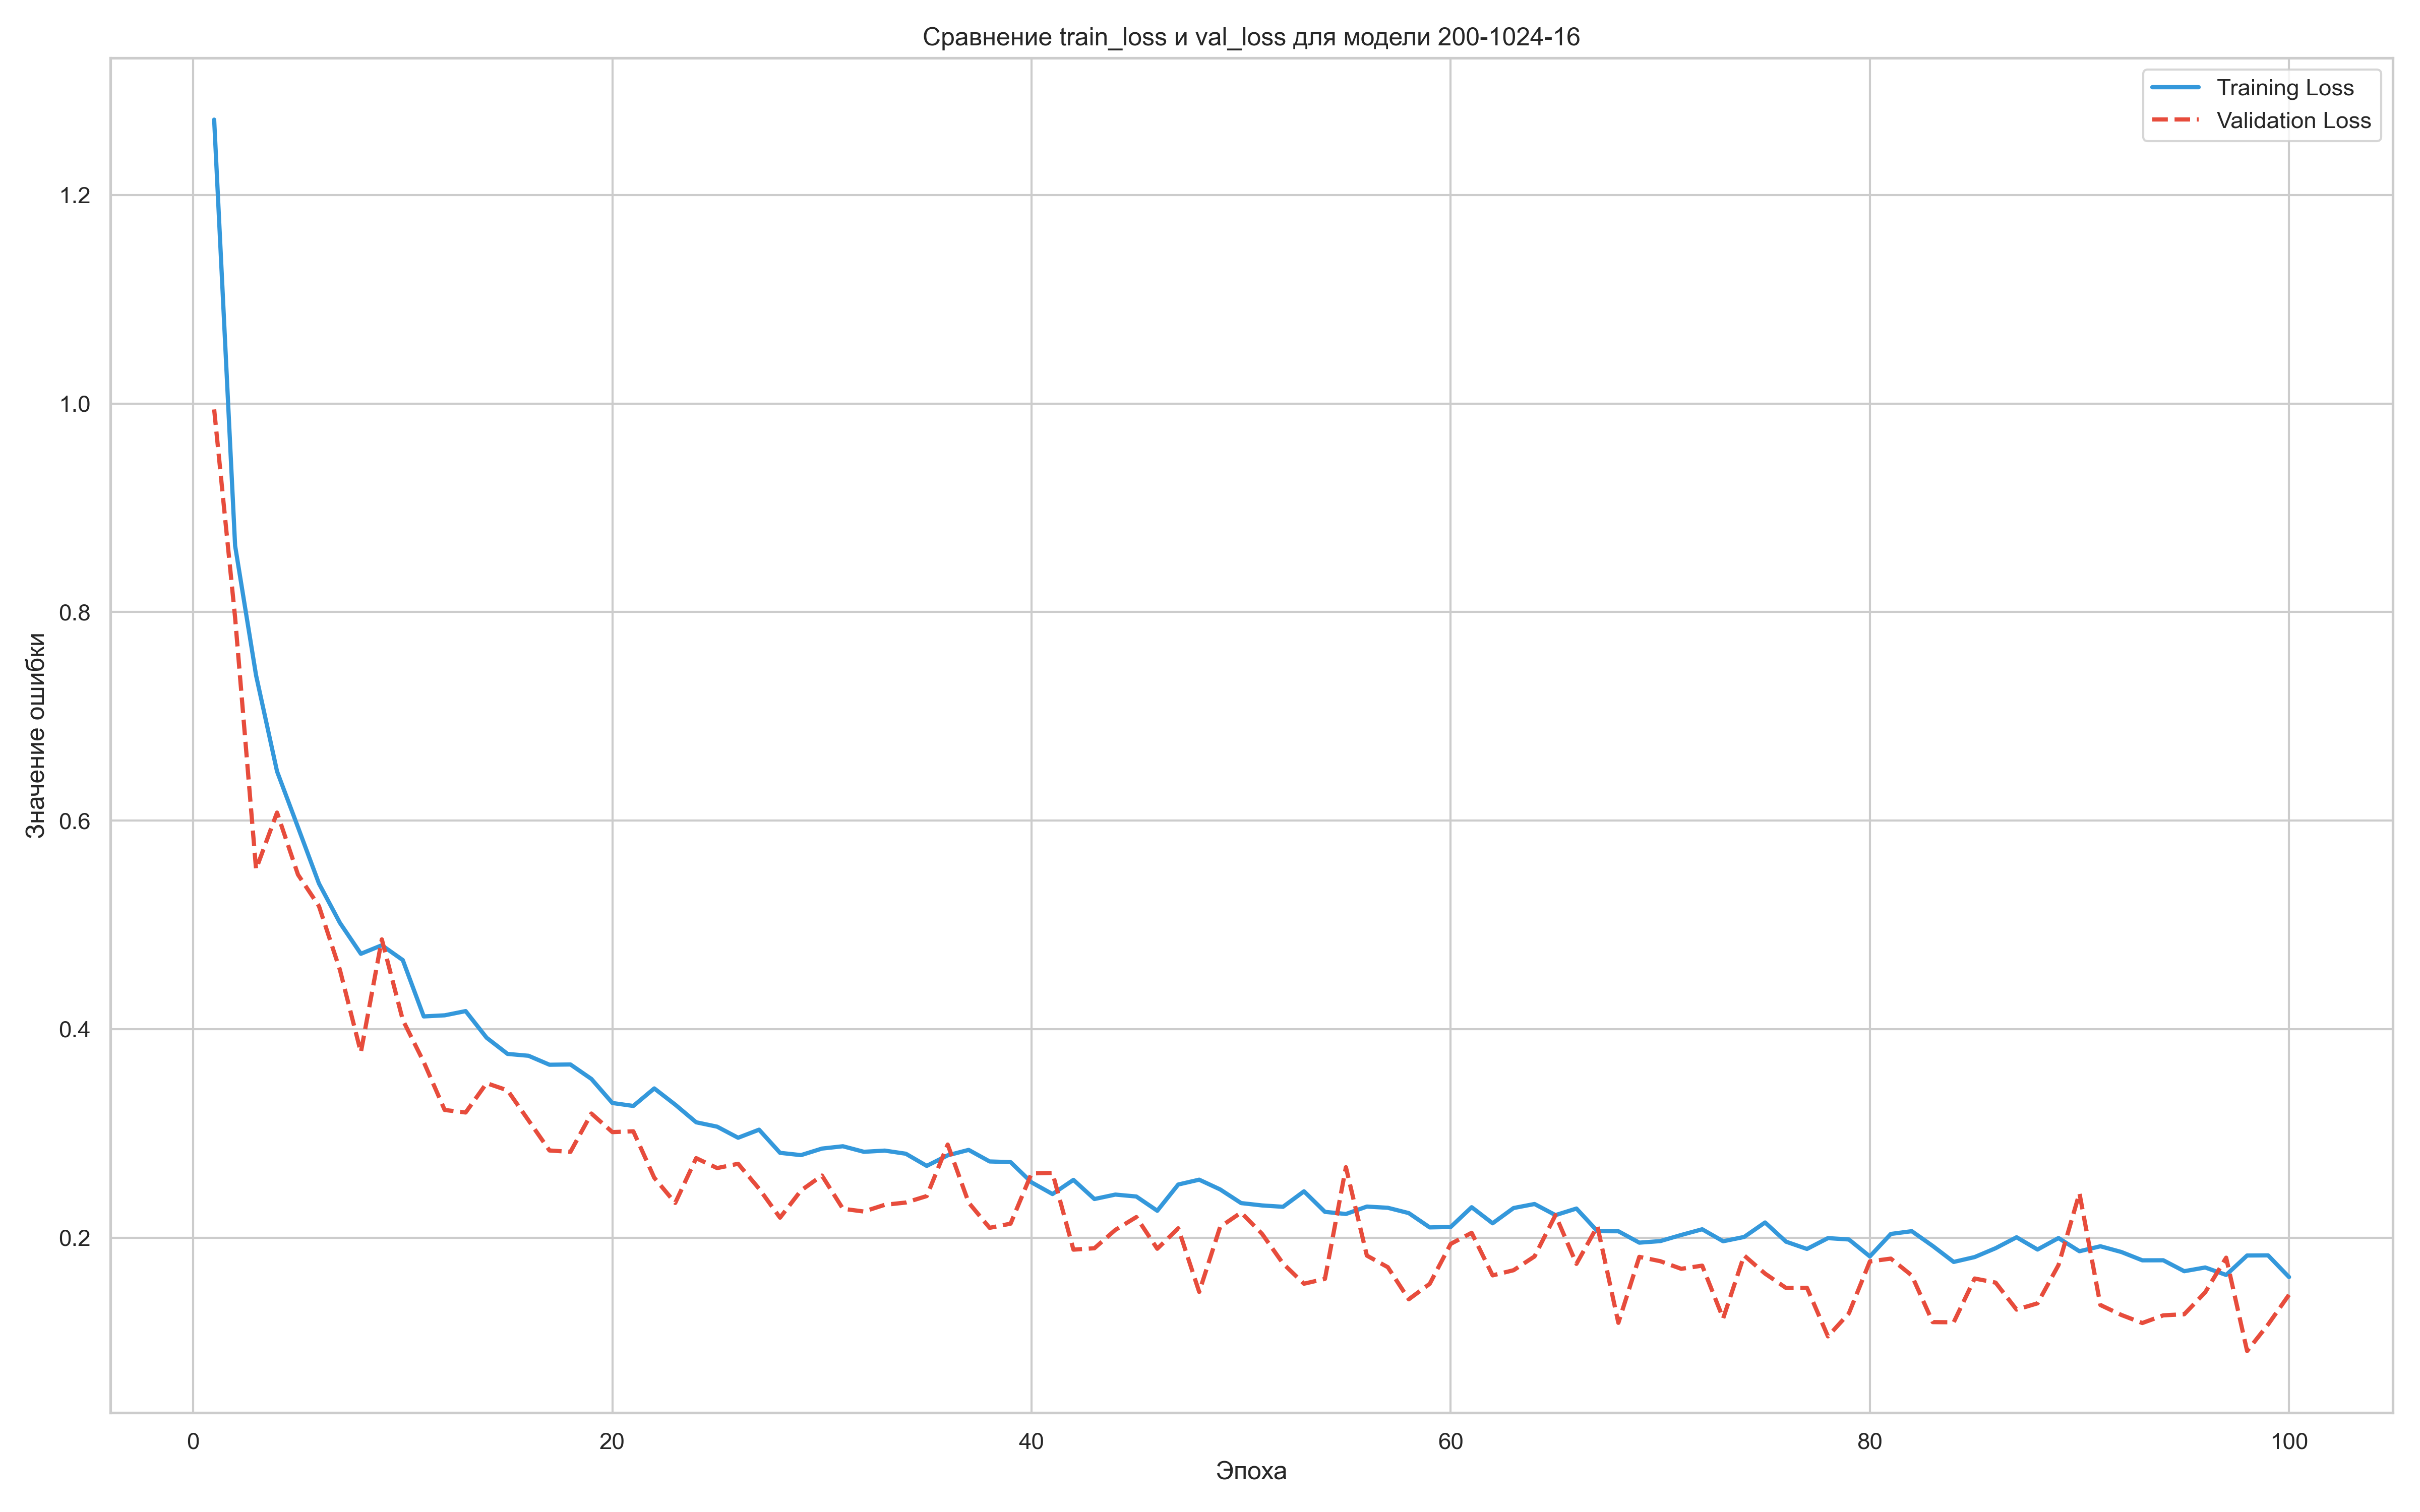 Сравнение train_loss и val_loss для модели 200-1024-16
Training Loss
Validation Loss
Значение ошибки
1.2
1.0
0.8
0.6
0.4
0.2
0
20
40
60
80
100
Эпоха